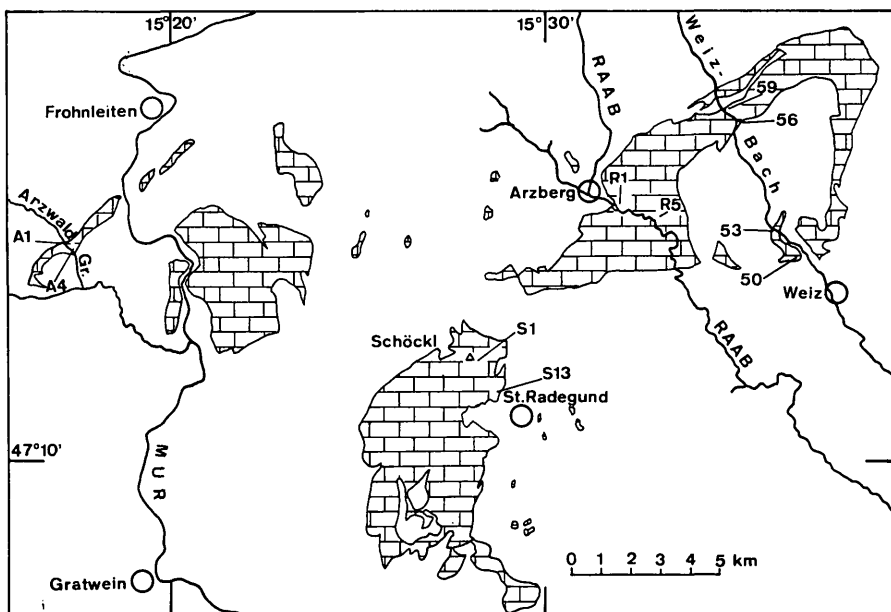 15°20'
15°30'
Weiz-
Bach
RAAB
59
56
Frohnleiten
Arzberg
R1
R5
Arzwald
Gr.
A1
A4
53
50
Weiz
RAAB
Schöckl
S1
S13
St.Radegund
47°10'
MUR
0 1 2 3 4 5 km
Gratwein